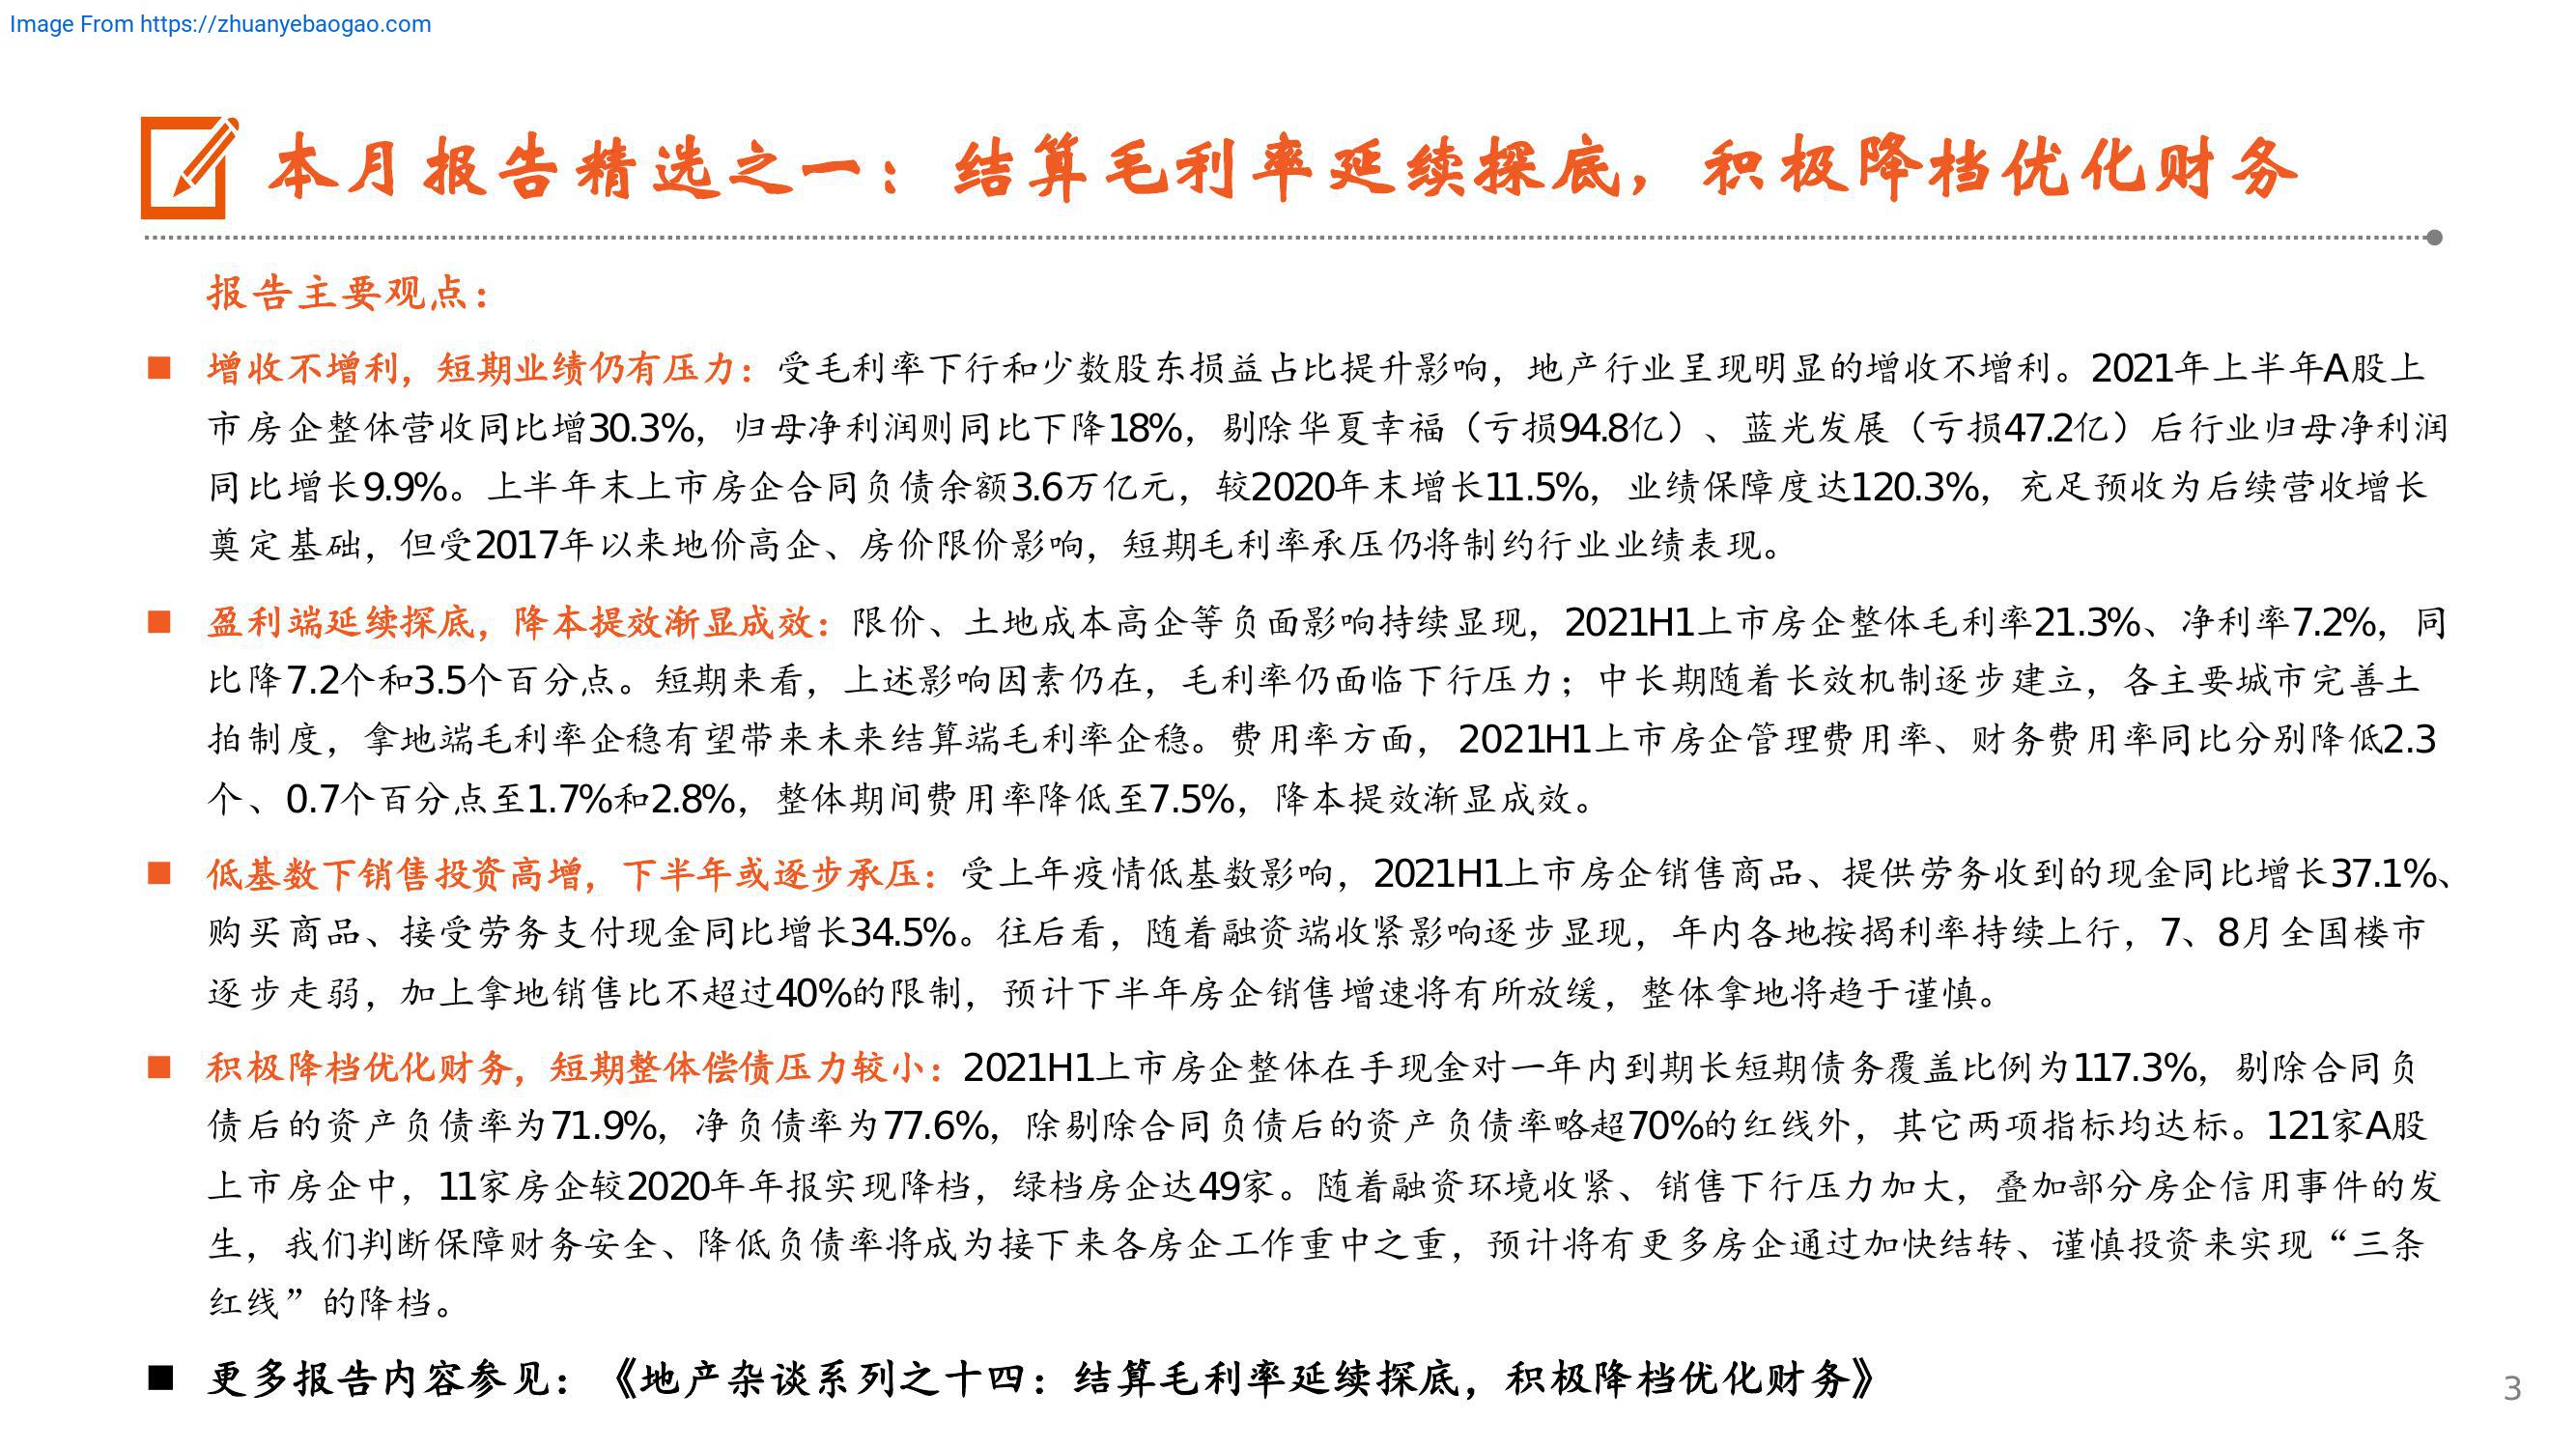 Image From https://zhuanyebaogao.com
本月报告精选之一：结算毛利率延续探底，积极降档优化财务
报告主要观点：
■ 增收不增利，短期业绩仍有压力：受毛利率下行和少数股东损益占比提升影响，地产行业呈现明显的增收不增利。2021年上半年A股上
市房企整体营收同比增30.3%，归母净利润则同比下降18%，剔除华夏幸福（亏损94.8亿）、蓝光发展（亏损47.2亿）后行业归母净利润
同比增长9.9%。上半年末上市房企合同负债余额3.6万亿元，较2020年末增长11.5%，业绩保障度达120.3%，充足预收为后续营收增长
奠定基础，但受2017年以来地价高企、房价限价影响，短期毛利率承压仍将制约行业业绩表现。
■ 盈利端延续探底，降本提效渐显成效：限价、土地成本高企等负面影响持续显现，2021H1上市房企整体毛利率21.3%、净利率7.2%，同
比降7.2个和3.5个百分点。短期来看，上述影响因素仍在，毛利率仍面临下行压力；中长期随着长效机制逐步建立，各主要城市完善土
拍制度，拿地端毛利率企稳有望带来未来结算端毛利率企稳。费用率方面，2021H1上市房企管理费用率、财务费用率同比分别降低2.3
个、0.7个百分点至1.7%和2.8%，整体期间费用率降低至7.5%，降本提效渐显成效。
■ 低基数下销售投资高增，下半年或逐步承压：受上年疫情低基数影响，2021H1上市房企销售商品、提供劳务收到的现金同比增长37.1%、
购买商品、接受劳务支付现金同比增长34.5%。往后看，随着融资端收紧影响逐步显现，年内各地按揭利率持续上行，7、8月全国楼市
逐步走弱，加上拿地销售比不超过40%的限制，预计下半年房企销售增速将有所放缓，整体拿地将趋于谨慎。
■ 积极降档优化财务，短期整体偿债压力较小：2021H1上市房企整体在手现金对一年内到期长短期债务覆盖比例为117.3%，剔除合同负
债后的资产负债率为71.9%，净负债率为77.6%，除剔除合同负债后的资产负债率略超70%的红线外，其它两项指标均达标。121家A股
上市房企中，11家房企较2020年年报实现降档，绿档房企达49家。随着融资环境收紧、销售下行压力加大，叠加部分房企信用事件的发
生，我们判断保障财务安全、降低负债率将成为接下来各房企工作重中之重，预计将有更多房企通过加快结转、谨慎投资来实现“三条
红线”的降档。
■ 更多报告内容参见：《地产杂谈系列之十四：结算毛利率延续探底，积极降档优化财务》
3